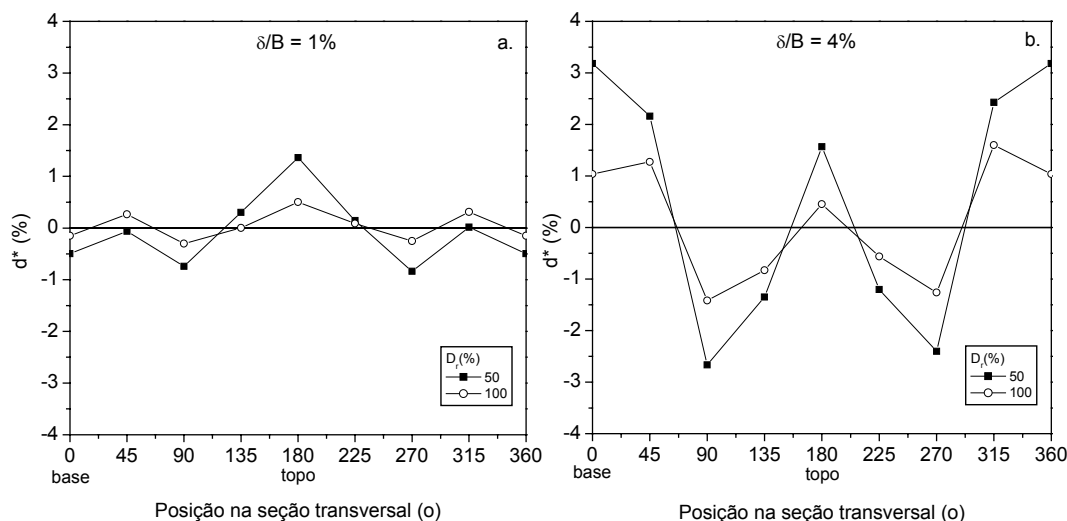 δ/B = 1%
a.
d* (%)
4
3
2
1
0
-1
-2
-3
-4
D_r(%)
50
100
0 45 90 135 180 225 270 315 360
base topo
Posição na seção transversal (o)
δ/B = 4%
b.
d* (%)
4
3
2
1
0
-1
-2
-3
-4
D_r(%)
50
100
0 45 90 135 180 225 270 315 360
base topo
Posição na seção transversal (o)